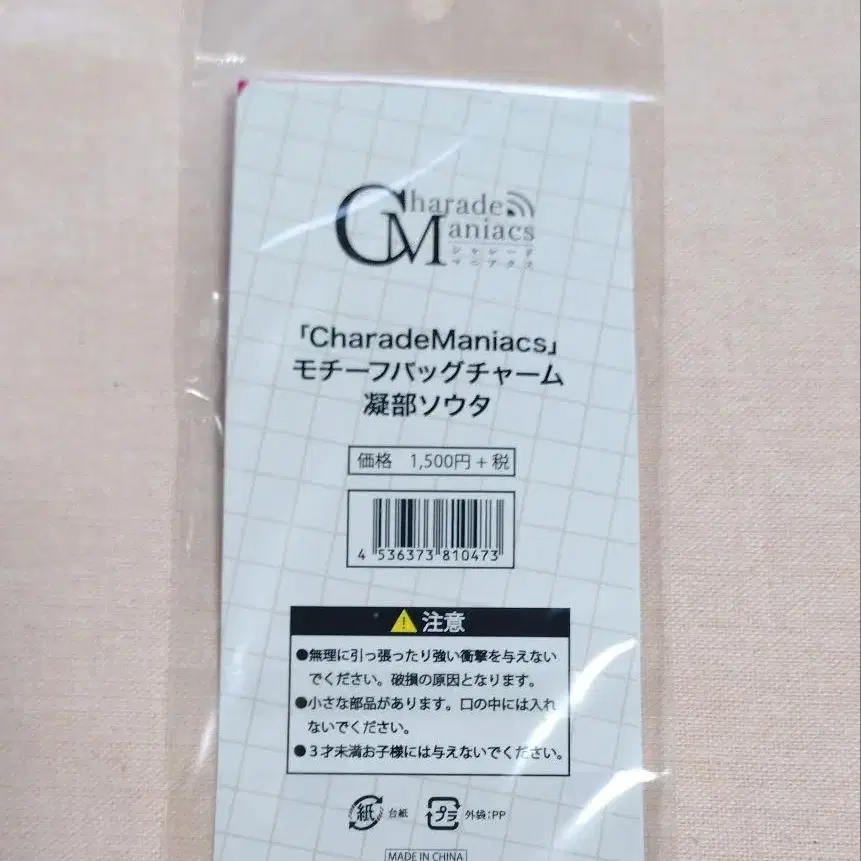 Charade
Maniacs
シャレード
マニアクス
「CharadeManiacs」
モチーフバッグチャーム
凝部ソウタ
価格 1,500円+税
4 536373 810473
注意
●無理に引っ張ったり強い衝撃を与えない
でください。破損の原因となります。
●小さな部品があります。口の中には入れ
ないでください。
●3才未満お子様には与えないでください。
紙 台紙 プラ 外袋:PP
MADE IN CHINA